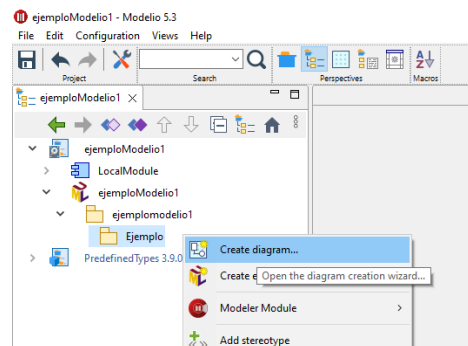 ejemploModelio1 - Modelio 5.3
File Edit Configuration Views Help
Project Search Perspectives Macros
ejemploModelio1
ejemploModelio1
LocalModule
ejemploModelio1
ejemplomodelio1
Ejemplo
PredefinedTypes 3.9.0
Create diagram...
Create
Open the diagram creation wizard...
Modeler Module
Add stereotype